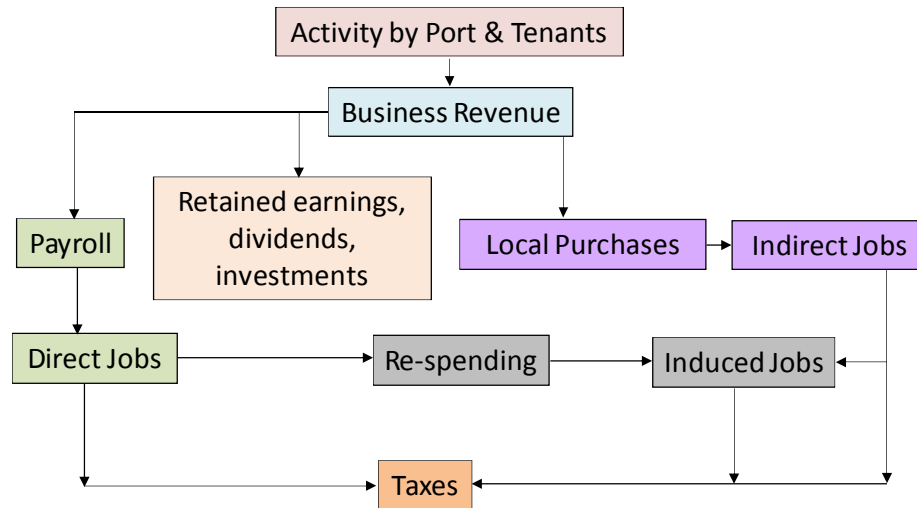 Activity by Port & Tenants
Business Revenue
Retained earnings,
dividends,
investments
Payroll
Local Purchases
Indirect Jobs
Direct Jobs
Re-spending
Induced Jobs
Taxes